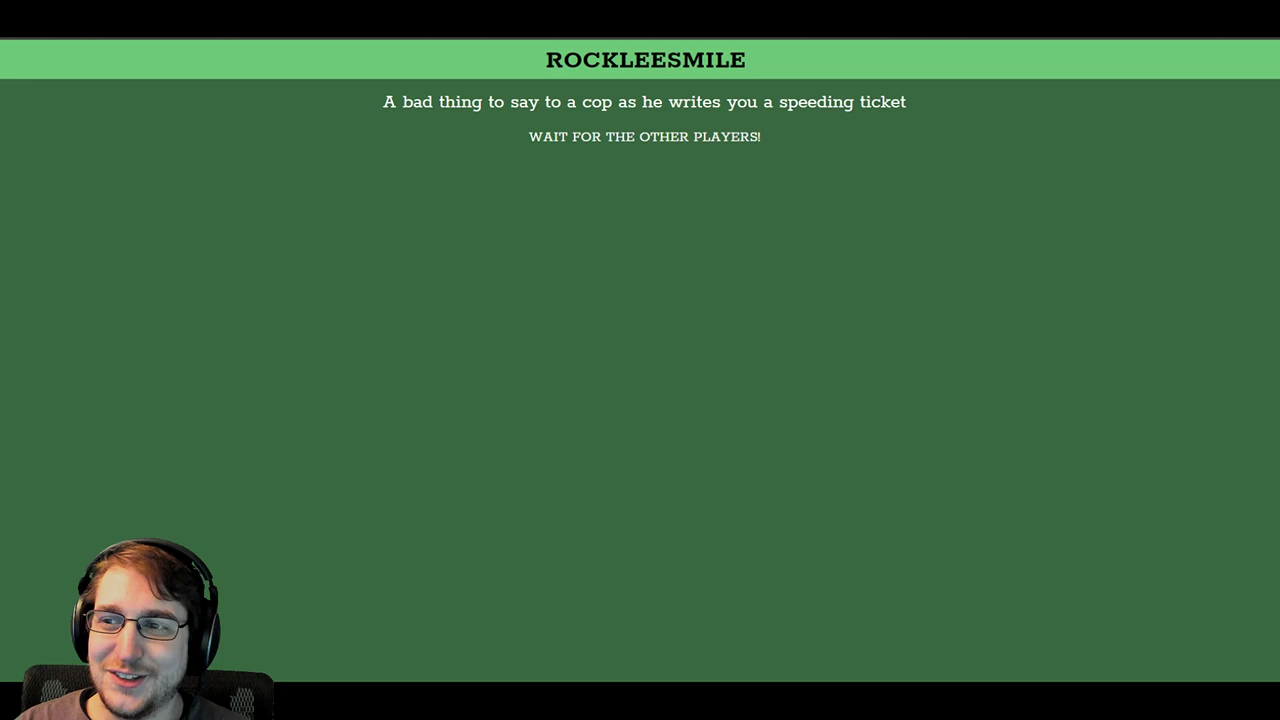 ROCKLEESMILE
A bad thing to say to a cop as he writes you a speeding ticket
WAIT FOR THE OTHER PLAYERS!